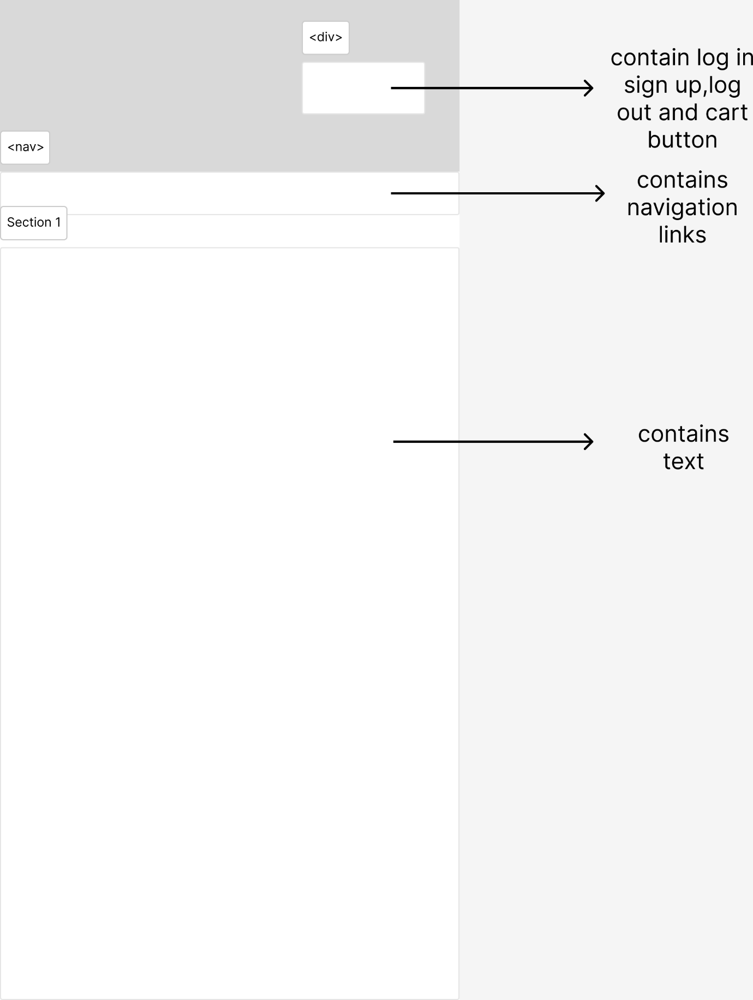 <div>
contain log in
sign up,log
out and cart
button
<nav>
contains
navigation
links
Section 1
contains
text